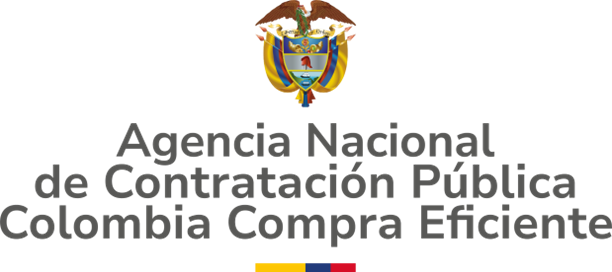 Agencia Nacional
de Contratación Pública
Colombia Compra Eficiente